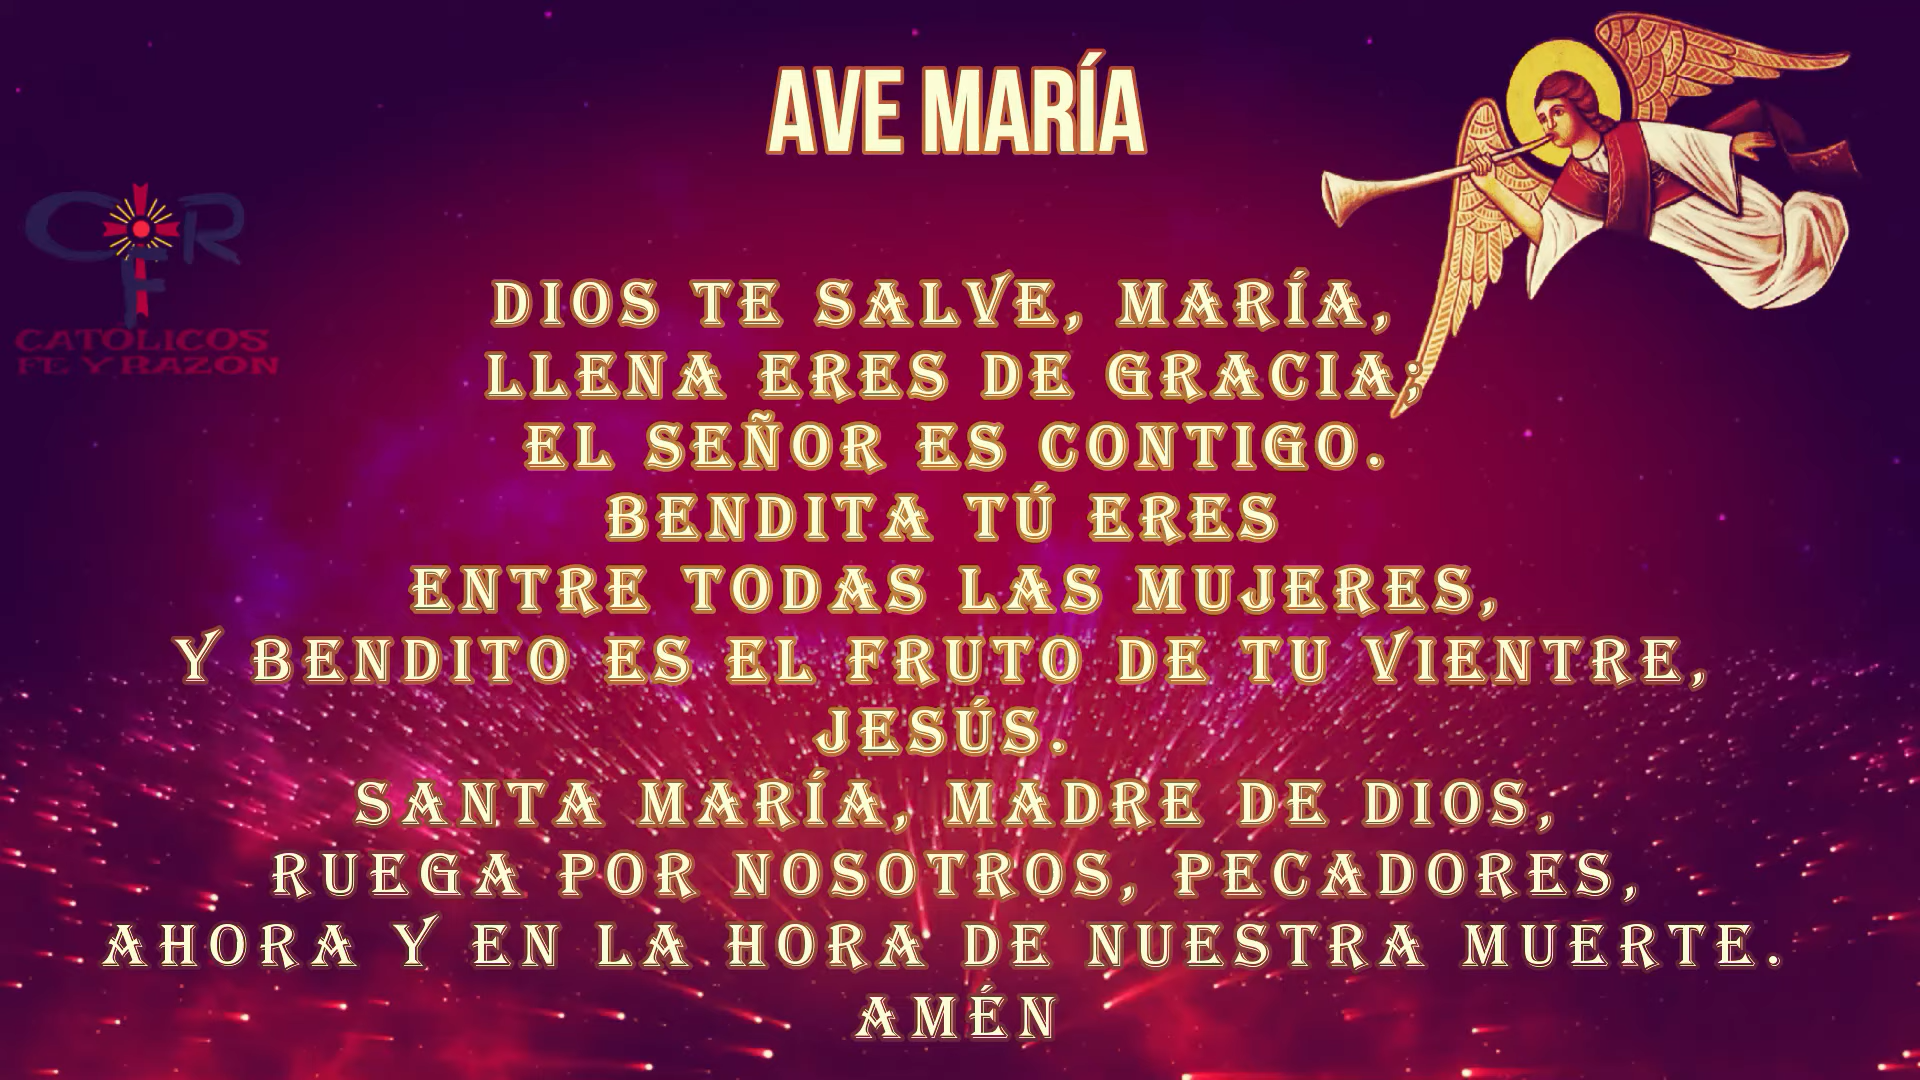 AVE MARÍA
CFR
CATÓLICOS
FE Y RAZÓN
DIOS TE SALVE, MARÍA,
LLENA ERES DE GRACIA;
EL SEÑOR ES CONTIGO.
BENDITA TÚ ERES
ENTRE TODAS LAS MUJERES,
Y BENDITO ES EL FRUTO DE TU VIENTRE,
JESÚS.
SANTA MARÍA, MADRE DE DIOS,
RUEGA POR NOSOTROS, PECADORES,
AHORA Y EN LA HORA DE NUESTRA MUERTE.
AMÉN